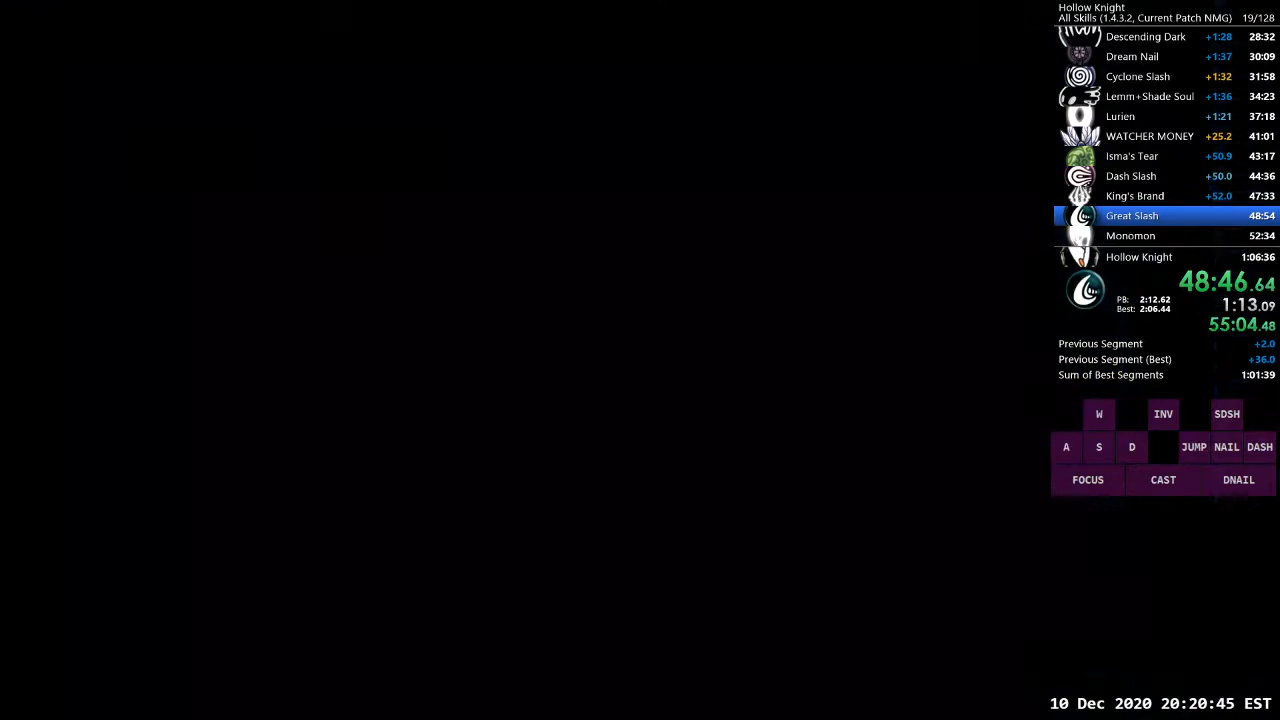 Hollow Knight
All Skills (1.4.3.2, Current Patch NMG) 19/128
Descending Dark +1:28 28:32
Dream Nail +1:37 30:09
Cyclone Slash +1:32 31:58
Lemm+Shade Soul +1:36 34:23
Lurien +1:21 37:18
WATCHER MONEY +25.2 41:01
Isma's Tear +50.9 43:17
Dash Slash +50.0 44:36
King's Brand +52.0 47:33
Great Slash 48:54
Monomon 52:34
Hollow Knight 1:06:36
48:46.64
PB: 2:12.62 1:13.09
Best: 2:06.44
55:04.48
Previous Segment +2.0
Previous Segment (Best) +36.0
Sum of Best Segments 1:01:39
W INV SDSH
A S D JUMP NAIL DASH
FOCUS CAST DNAIL
10 Dec 2020 20:20:45 EST